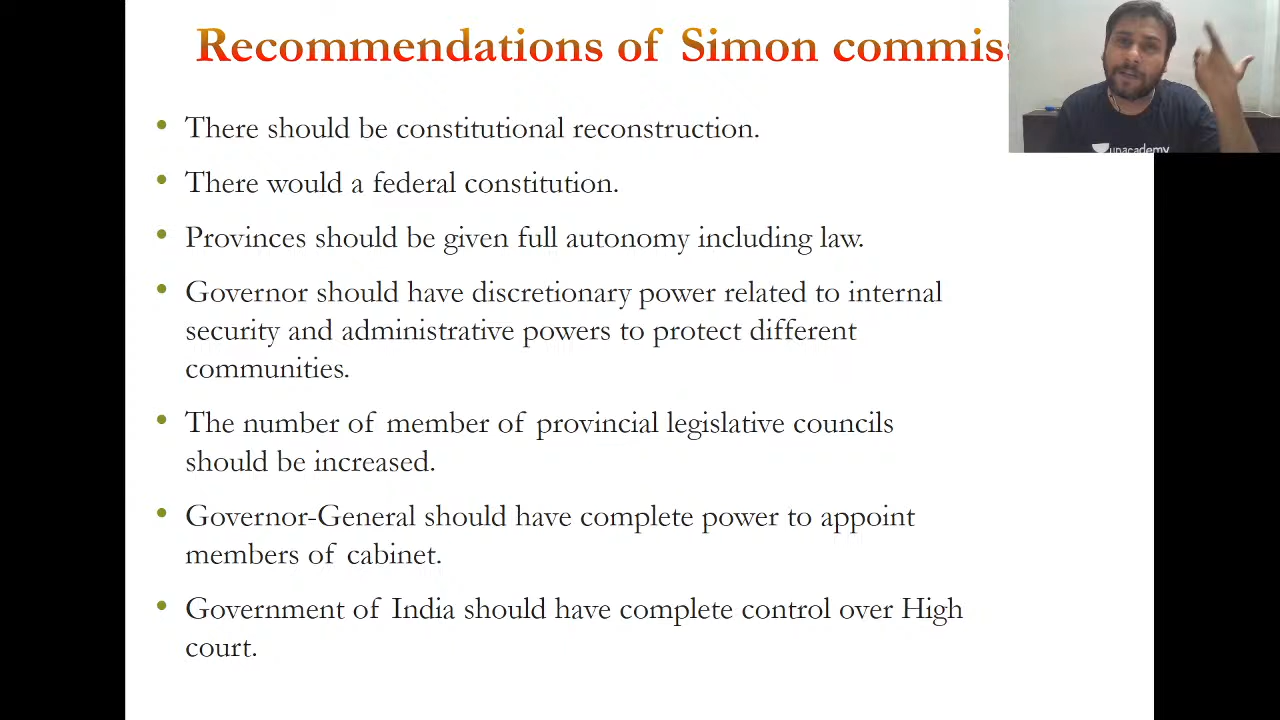 Recommendations of Simon commiss
unacademy
• There should be constitutional reconstruction.
• There would a federal constitution.
• Provinces should be given full autonomy including law.
• Governor should have discretionary power related to internal
security and administrative powers to protect different
communities.
• The number of member of provincial legislative councils
should be increased.
• Governor-General should have complete power to appoint
members of cabinet.
• Government of India should have complete control over High
court.